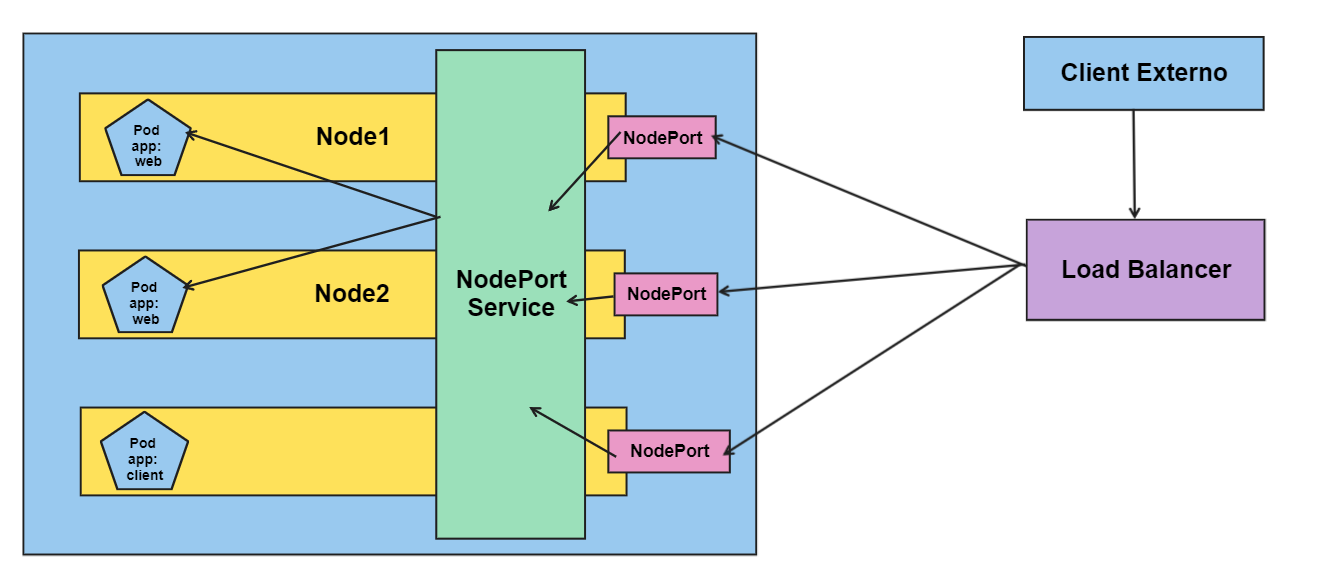 Client Externo
Pod
app:
web
Node1
NodePort
Load Balancer
Pod
app:
web
Node2
NodePort
Service
NodePort
Pod
app:
client
NodePort